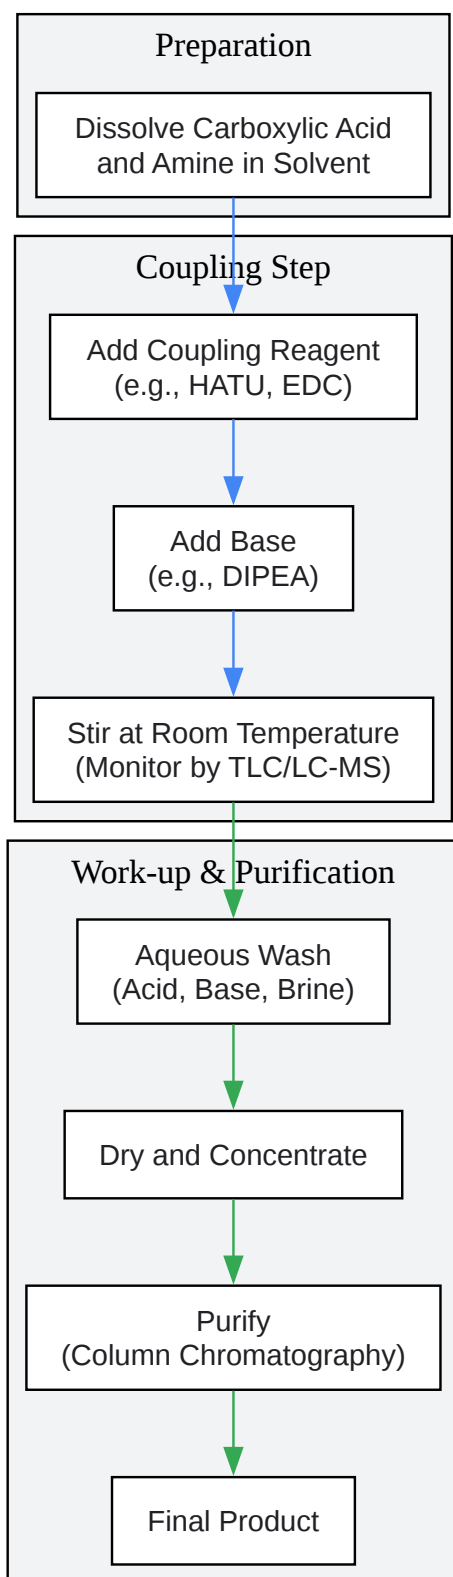 Preparation
Dissolve Carboxylic Acid
and Amine in Solvent
Coupling Step
Add Coupling Reagent
(e.g., HATU, EDC)
Add Base
(e.g., DIPEA)
Stir at Room Temperature
(Monitor by TLC/LC-MS)
Work-up & Purification
Aqueous Wash
(Acid, Base, Brine)
Dry and Concentrate
Purify
(Column Chromatography)
Final Product